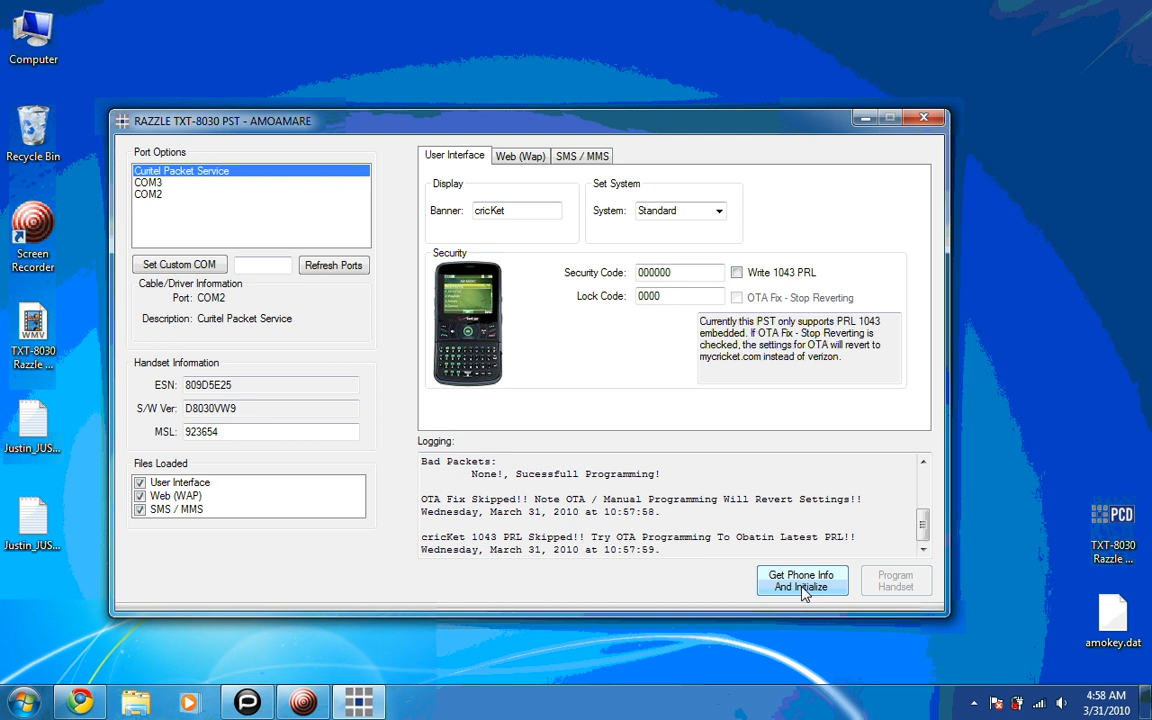 Computer
Recycle Bin
Screen
Recorder
TXT-8030
Razzle ...
Justin_JUS...
Justin_JUS...
RAZZLE TXT-8030 PST - AMOAMARE
Port Options
Curitel Packet Service
COM3
COM2
Set Custom COM
Refresh Ports
Cable/Driver Information
Port: COM2
Description: Curitel Packet Service
Handset Information
ESN: 809D5E25
S/W Ver: D8030VW9
MSL: 923654
Files Loaded
User Interface
Web (WAP)
SMS / MMS
User Interface
Web (Wap)
SMS / MMS
Display
Banner: cricKet
Set System
System: Standard
Security
Security Code: 000000
Write 1043 PRL
Lock Code: 0000
OTA Fix - Stop Reverting
Currently this PST only supports PRL 1043
embedded. If OTA Fix - Stop Reverting is
checked, the settings for OTA will revert to
mycricket.com instead of verizon.
Logging:
Bad Packets:
None!, Sucessfull Programming!
OTA Fix Skipped!! Note OTA / Manual Programming Will Revert Settings!!
Wednesday, March 31, 2010 at 10:57:58.
cricKet 1043 PRL Skipped!! Try OTA Programming To Obatin Latest PRL!!
Wednesday, March 31, 2010 at 10:57:59.
Get Phone Info
And Initialize
Program
Handset
PCD
TXT-8030
Razzle ...
amokey.dat
4:58 AM
3/31/2010